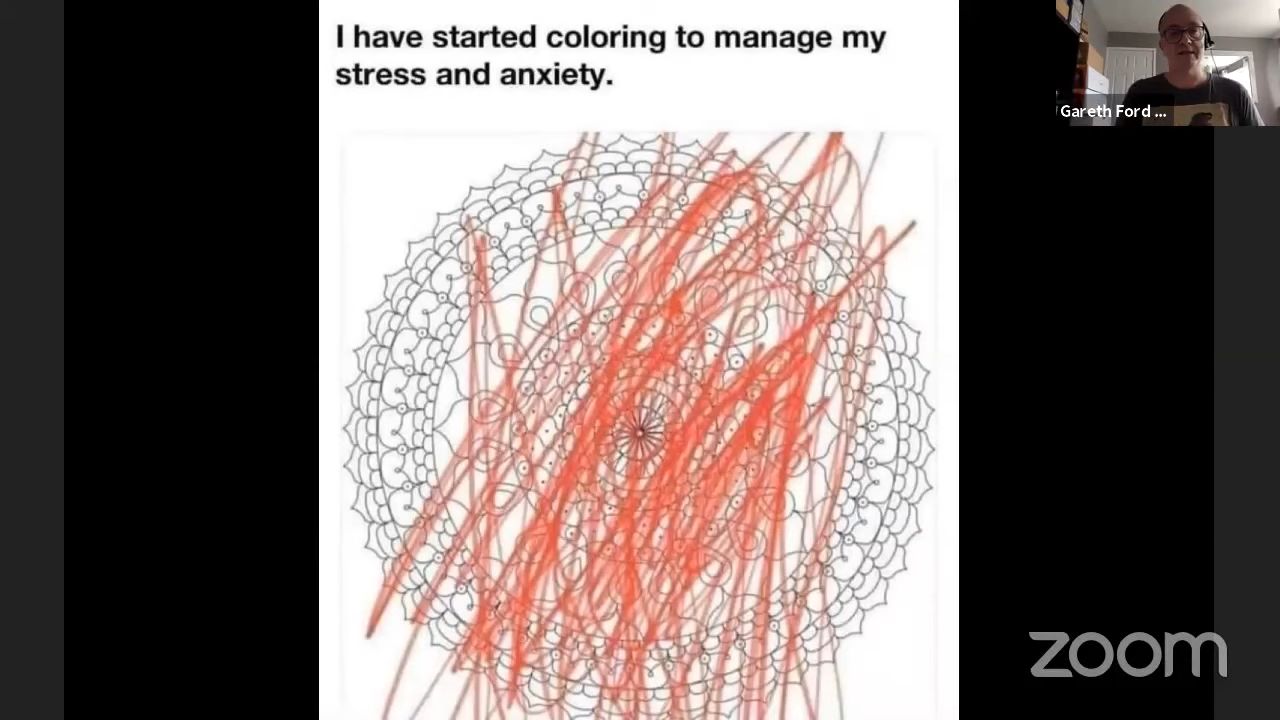 I have started coloring to manage my
stress and anxiety.
Gareth Ford ...
zoom